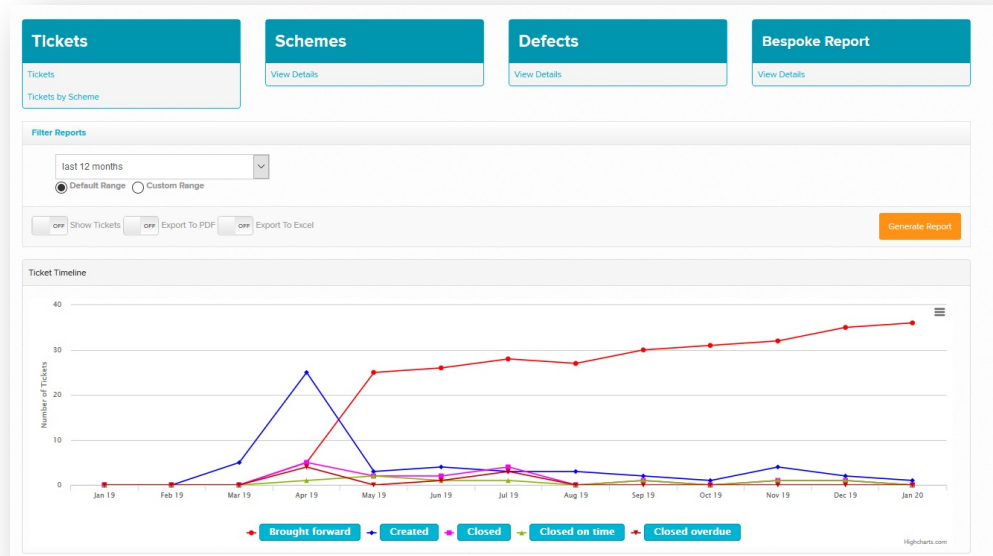 Tickets
Schemes
Defects
Bespoke Report
Tickets
View Details
View Details
View Details
Tickets by Scheme
Filter Reports
last 12 months
Default Range Custom Range
OFF Show Tickets OFF Export To PDF OFF Export To Excel
Generate Report
Ticket Timeline
40
30
20
10
0
Number of Tickets
Jan 19 Feb 19 Mar 19 Apr 19 May 19 Jun 19 Jul 19 Aug 19 Sep 19 Oct 19 Nov 19 Dec 19 Jan 20
Brought forward Created Closed Closed on time Closed overdue
Highcharts.com